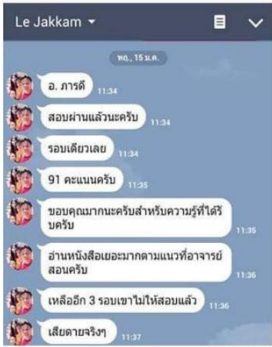 Le Jakkam
พฤ., 15 ม.ค.
อ. ภารดี
11:34
สอบผ่านแล้วนะครับ
11:34
รอบเดียวเลย
11:34
91 คะแนนครับ
11:35
ขอบคุณมากนะครับสำหรับความรู้ที่ได้รั
บครับ
11:35
อ่านหนังสือเยอะมากตามแนวที่อาจารย์
สอนครับ
11:36
เหลืออีก 3 รอบเขาไม่ให้สอบแล้ว
11:36
เสียดายจริงๆ
11:37